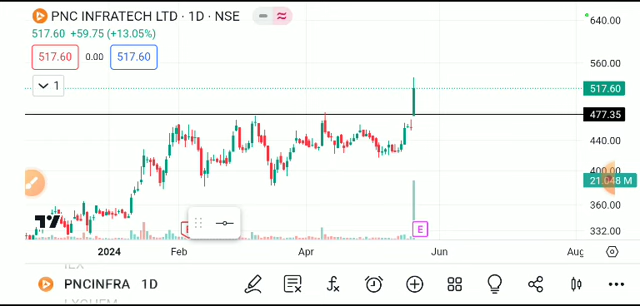 PNC INFRATECH LTD · 1D · NSE
517.60 +59.75 (+13.05%)
517.60 0.00 517.60
1
640.00
560.00
517.60
477.35
440.00
400.00
21.048 M
360.00
332.00
E
2024 Feb Apr Jun Aug
PNCINFRA 1D